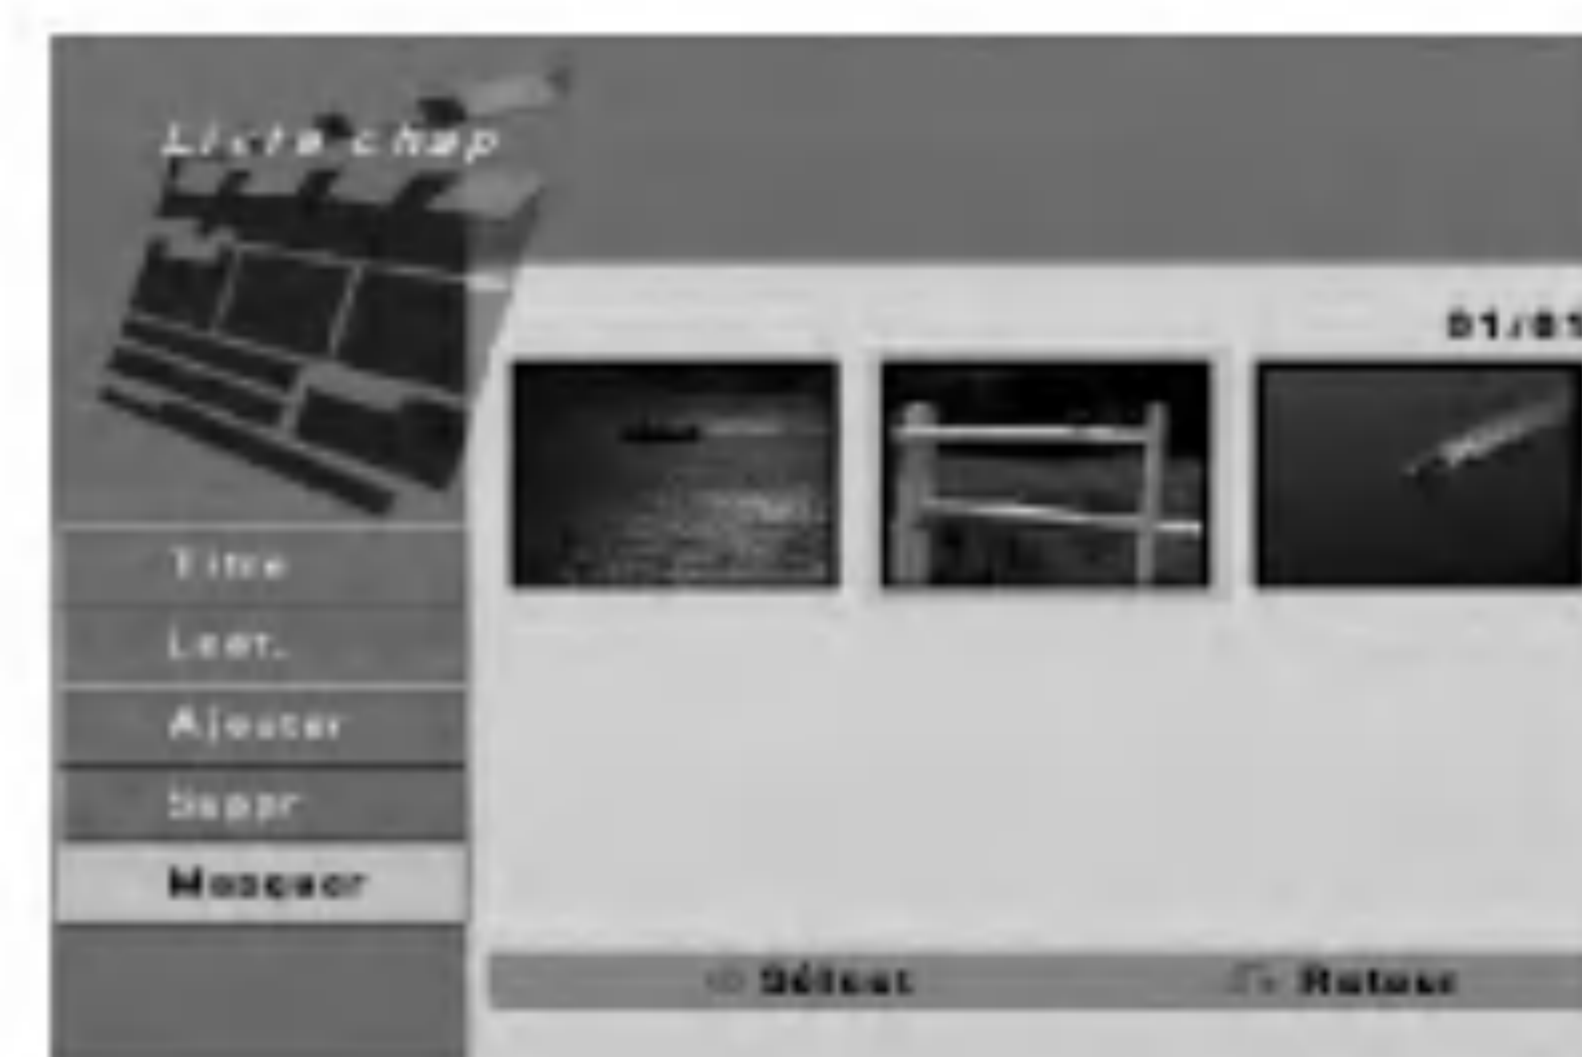 Liste chap
01/01
Titre
Lect.
Ajouter
Suppr
Masquer
Sélect
Retour